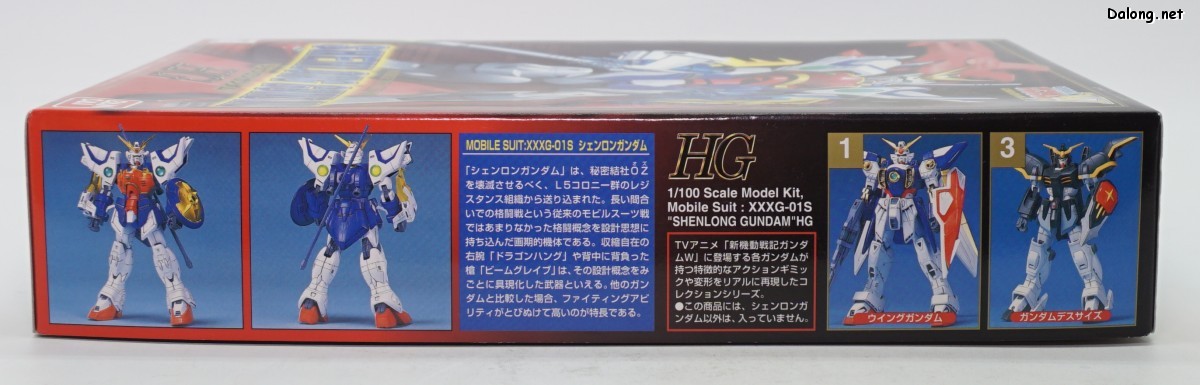 Dalong.net
MOBILE SUIT:XXXG-01S シェンロンガンダム
「シェンロンガンダム」は、秘密結社OZ
を壊滅させるべく、L5コロニー群のレジ
スタンス組織から送り込まれた。長い間合
いでの格闘戦という従来のモビルスーツ戦
ではあまりなかった格闘概念を設計思想に
持ち込んだ画期的機体である。収縮自在の
右腕「ドラゴンハング」や背中に背負った
槍「ビームグレイブ」は、その設計概念をみ
ごとに具現化した武器といえる。他のガン
ダムと比較した場合、ファイティングアビ
リティがとびぬけて高いのが特長である。
HG
1/100 Scale Model Kit,
Mobile Suit : XXXG-01S
"SHENLONG GUNDAM"HG
TVアニメ「新機動戦記ガンダ
ムW」に登場する各ガンダムが
持つ特徴的なアクションギミッ
クや変形をリアルに再現したコ
レクションシリーズ。
●この商品には、シェンロンガ
ンダム以外は、入っていません。
1
ウイングガンダム
3
ガンダムデスサイズ